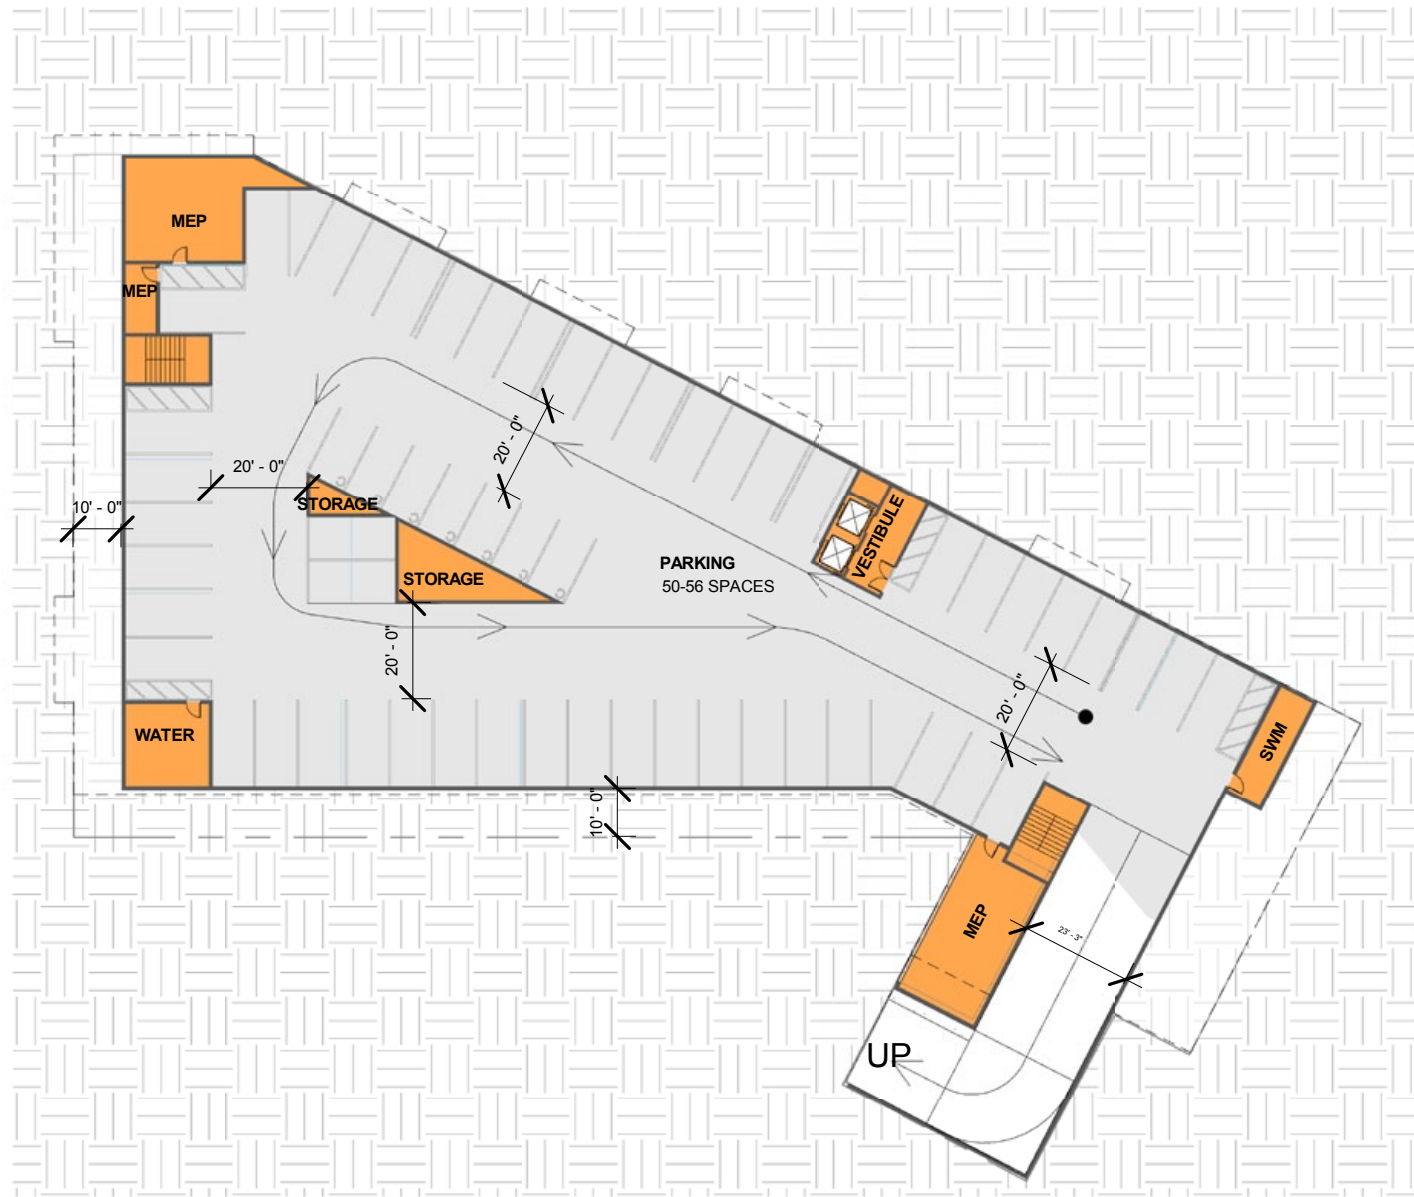 MEP
MEP
20' - 0"
20' - 0"
10' - 0"
STORAGE
VESTIBULE
PARKING
50-56 SPACES
STORAGE
20' - 0"
20' - 0"
WATER
SWM
10' - 0"
MEP
23' - 3"
UP